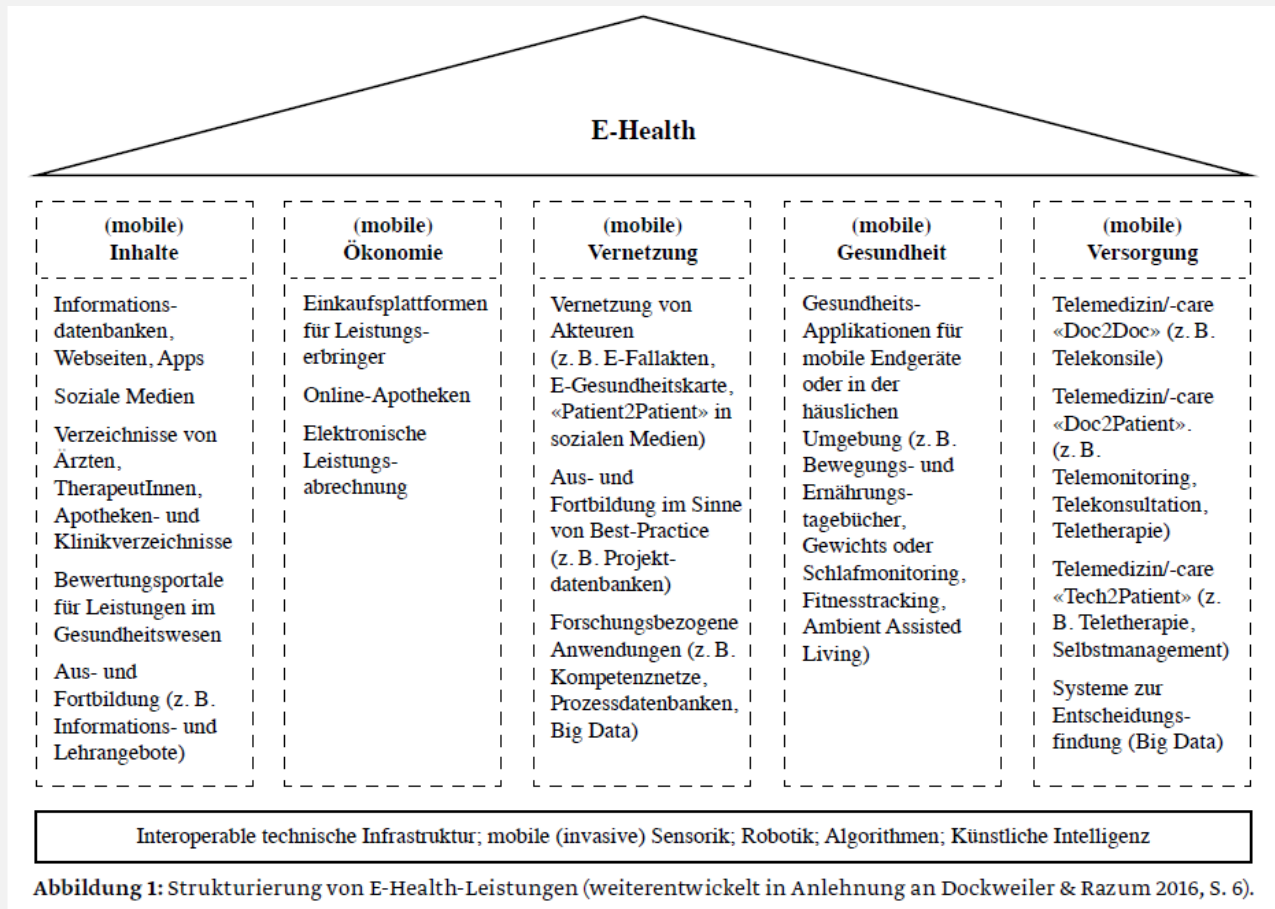 E-Health
(mobile)
Inhalte
Informations-
datenbanken,
Webseiten, Apps
Soziale Medien
Verzeichnisse von
Ärzten,
TherapeutInnen,
Apotheken- und
Klinikverzeichnisse
Bewertungsportale
für Leistungen im
Gesundheitswesen
Aus- und
Fortbildung (z. B.
Informations- und
Lehrangebote)
(mobile)
Ökonomie
Einkaufsplattformen
für Leistungs-
erbringer
Online-Apotheken
Elektronische
Leistungs-
abrechnung
(mobile)
Vernetzung
Vernetzung von
Akteuren
(z. B. E-Fallakten,
E-Gesundheitskarte,
«Patient2Patient» in
sozialen Medien)
Aus- und
Fortbildung im Sinne
von Best-Practice
(z. B. Projekt-
datenbanken)
Forschungsbezogene
Anwendungen (z. B.
Kompetenznetze,
Prozessdatenbanken,
Big Data)
(mobile)
Gesundheit
Gesundheits-
Applikationen für
mobile Endgeräte
oder in der
häuslichen
Umgebung (z. B.
Bewegungs- und
Ernährungs-
tagebücher,
Gewichts oder
Schlafmonitoring,
Fitnesstracking,
Ambient Assisted
Living)
(mobile)
Versorgung
Telemedizin/-care
«Doc2Doc» (z. B.
Telekonsile)
Telemedizin/-care
«Doc2Patient».
(z. B.
Telemonitoring,
Telekonsultation,
Teletherapie)
Telemedizin/-care
«Tech2Patient» (z.
B. Teletherapie,
Selbstmanagement)
Systeme zur
Entscheidungs-
findung (Big Data)
Interoperable technische Infrastruktur; mobile (invasive) Sensorik; Robotik; Algorithmen; Künstliche Intelligenz
Abbildung 1: Strukturierung von E-Health-Leistungen (weiterentwickelt in Anlehnung an Dockweiler & Razum 2016, S. 6).